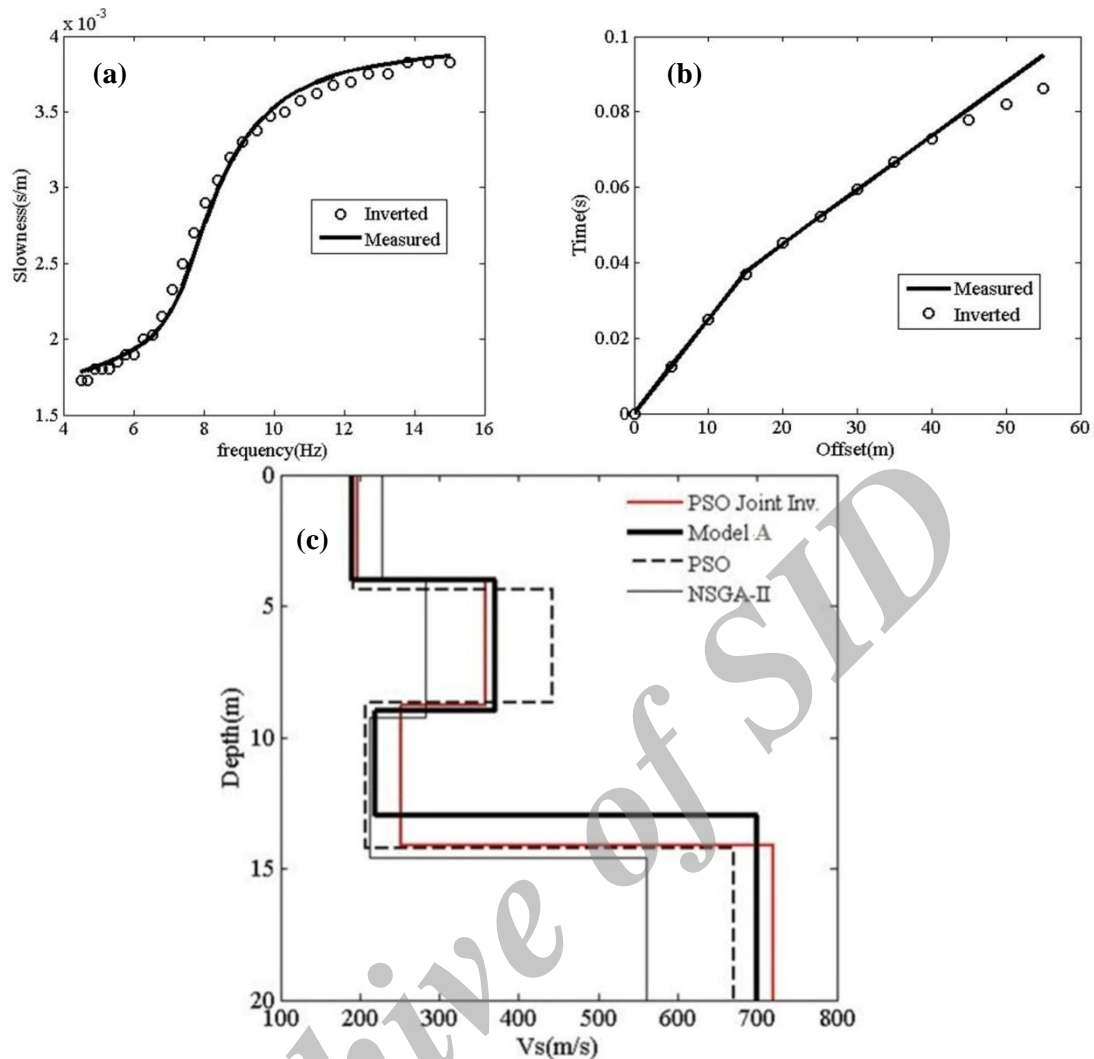 x 10⁻³
4
3.5
3
2.5
2
1.5
(a)
Slowness(s/m)
Inverted
Measured
4 6 8 10 12 14 16
frequency(Hz)
0.1
0.08
0.06
0.04
0.02
0
(b)
Time(s)
Measured
Inverted
0 10 20 30 40 50 60
Offset(m)
0
5
10
15
20
(c)
Depth(m)
PSO Joint Inv.
Model A
PSO
NSGA-II
100 200 300 400 500 600 700 800
Vs(m/s)
hive of SID